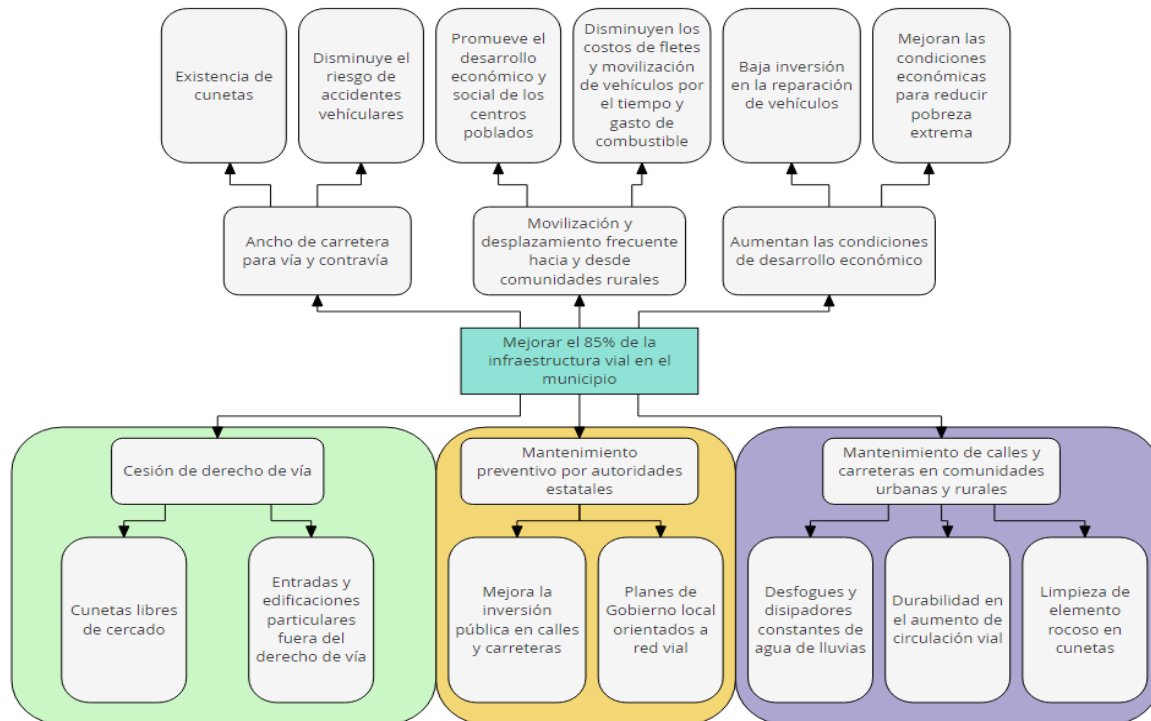 Existencia de
cunetas
Disminuye el
riesgo de
accidentes
vehículares
Promueve el
desarrollo
económico y
social de los
centros
poblados
Disminuyen los
costos de fletes
y movilización
de vehículos por
el tiempo y
gasto de
combustible
Baja inversión
en la reparación
de vehículos
Mejoran las
condiciones
económicas
para reducir
pobreza
extrema
Ancho de carretera
para vía y contravía
Movilización y
desplazamiento frecuente
hacia y desde
comunidades rurales
Aumentan las condiciones
de desarrollo económico
Mejorar el 85% de la
infraestructura vial en el
municipio
Cesión de derecho de vía
Mantenimiento
preventivo por autoridades
estatales
Mantenimiento de calles y
carreteras en comunidades
urbanas y rurales
Cunetas libres
de cercado
Entradas y
edificaciones
particulares
fuera del
derecho de vía
Mejora la
inversión
pública en calles
y carreteras
Planes de
Gobierno local
orientados a
red vial
Desfogues y
disipadores
constantes de
agua de lluvias
Durabilidad en
el aumento de
circulación vial
Limpieza de
elemento
rocoso en
cunetas